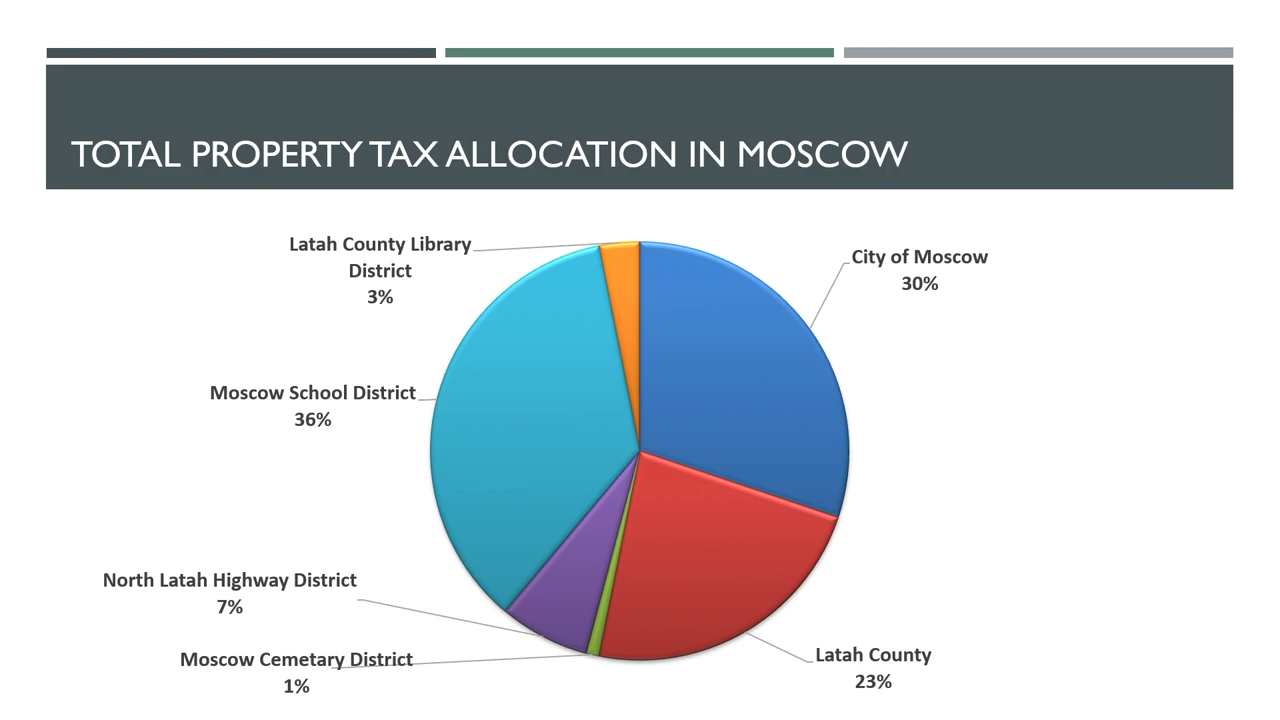 TOTAL PROPERTY TAX ALLOCATION IN MOSCOW
Latah County Library
District
3%
City of Moscow
30%
Moscow School District
36%
North Latah Highway District
7%
Moscow Cemetary District
1%
Latah County
23%